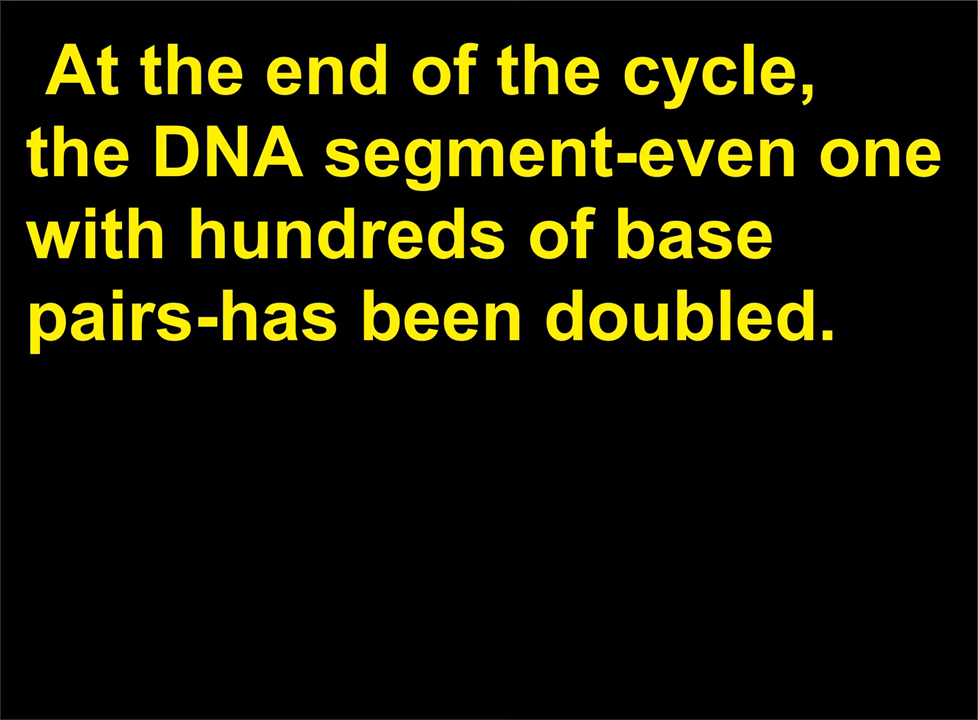 At the end of the cycle,
the DNA segment-even one
with hundreds of base
pairs-has been doubled.